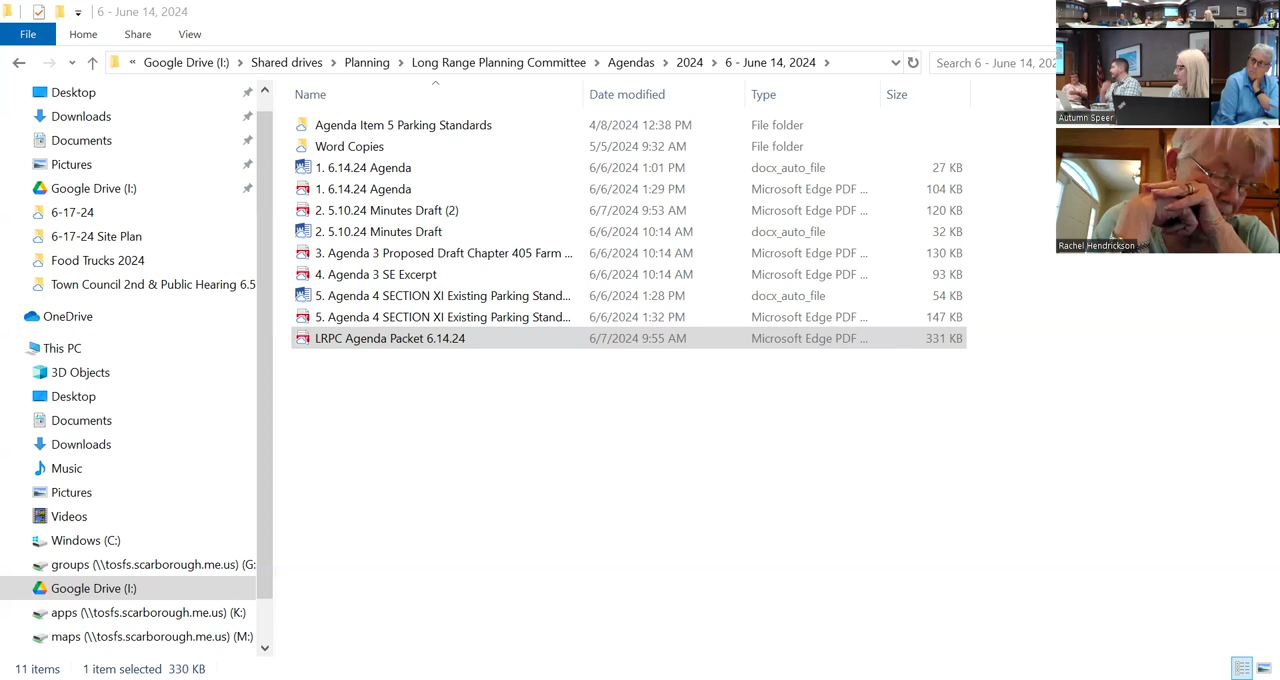 6 - June 14, 2024
File Home Share View
« Google Drive (I:) > Shared drives > Planning > Long Range Planning Committee > Agendas > 2024 > 6 - June 14, 2024 >
Search 6 - June 14, 202
Desktop
Downloads
Documents
Pictures
Google Drive (I:)
6-17-24
6-17-24 Site Plan
Food Trucks 2024
Town Council 2nd & Public Hearing 6.5
OneDrive
This PC
3D Objects
Desktop
Documents
Downloads
Music
Pictures
Videos
Windows (C:)
groups (\\tosfs.scarborough.me.us) (G:
Google Drive (I:)
apps (\\tosfs.scarborough.me.us) (K:)
maps (\\tosfs.scarborough.me.us) (M:)
Name Date modified Type Size
Agenda Item 5 Parking Standards 4/8/2024 12:38 PM File folder
Word Copies 5/5/2024 9:32 AM File folder
1. 6.14.24 Agenda 6/6/2024 1:01 PM docx_auto_file 27 KB
1. 6.14.24 Agenda 6/6/2024 1:29 PM Microsoft Edge PDF ... 104 KB
2. 5.10.24 Minutes Draft (2) 6/7/2024 9:53 AM Microsoft Edge PDF ... 120 KB
2. 5.10.24 Minutes Draft 6/6/2024 10:14 AM docx_auto_file 32 KB
3. Agenda 3 Proposed Draft Chapter 405 Farm ... 6/6/2024 10:14 AM Microsoft Edge PDF ... 130 KB
4. Agenda 3 SE Excerpt 6/6/2024 10:14 AM Microsoft Edge PDF ... 93 KB
5. Agenda 4 SECTION XI Existing Parking Stand... 6/6/2024 1:28 PM docx_auto_file 54 KB
5. Agenda 4 SECTION XI Existing Parking Stand... 6/6/2024 1:32 PM Microsoft Edge PDF ... 147 KB
LRPC Agenda Packet 6.14.24 6/7/2024 9:55 AM Microsoft Edge PDF ... 331 KB
Autumn Speer
Rachel Hendrickson
11 items 1 item selected 330 KB